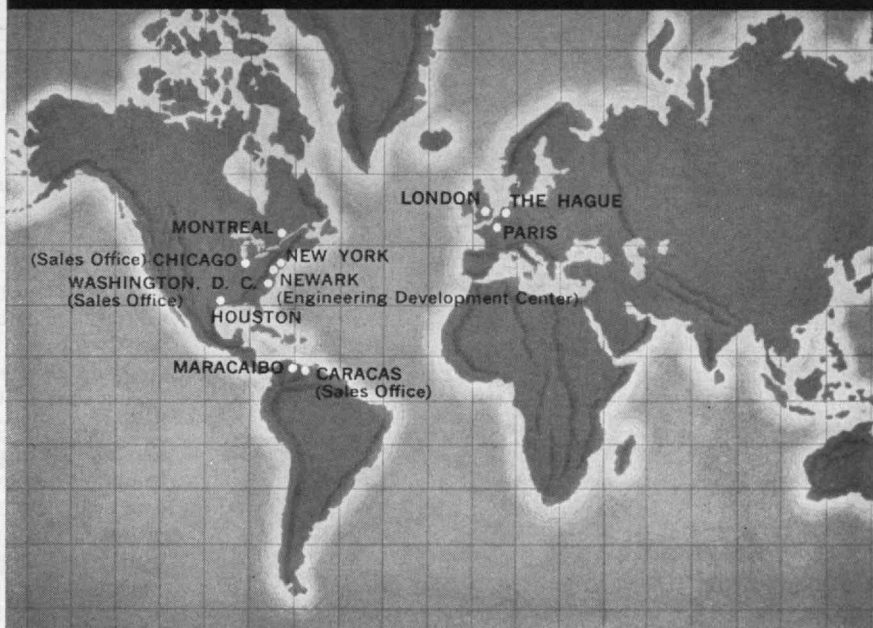 LONDON
THE HAGUE
PARIS
MONTREAL
(Sales Office) CHICAGO
NEW YORK
WASHINGTON, D. C.
(Sales Office)
NEWARK
(Engineering Development Center)
HOUSTON
MARACAIBO
CARACAS
(Sales Office)